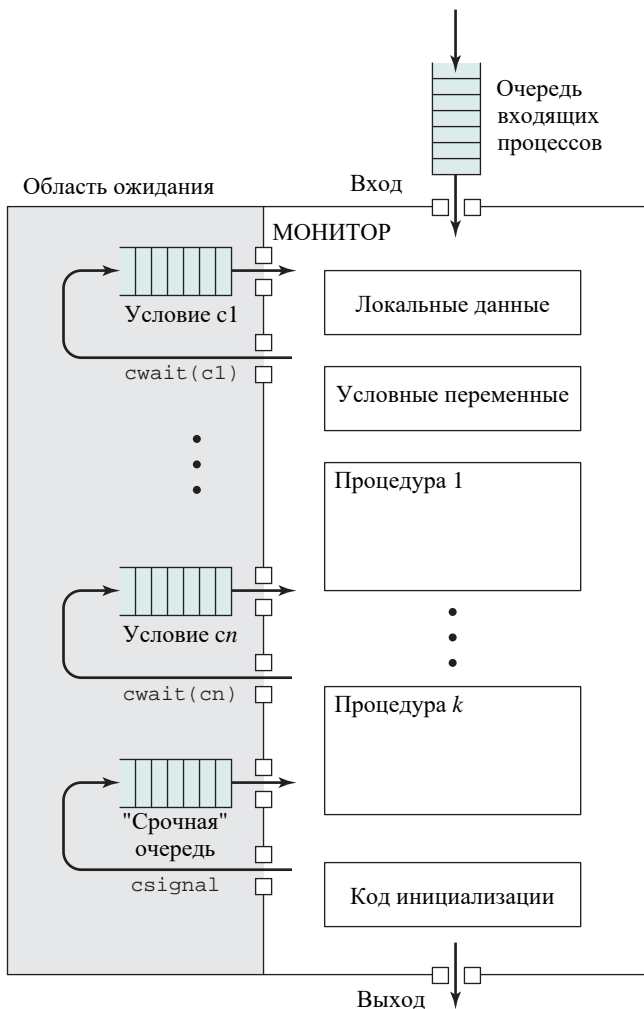 Очередь
входящих
процессов
Область ожидания
Вход
МОНИТОР
Условие c1
Локальные данные
cwait(c1)
Условные переменные
Процедура 1
Условие cn
cwait(cn)
Процедура k
"Срочная"
очередь
csignal
Код инициализации
Выход